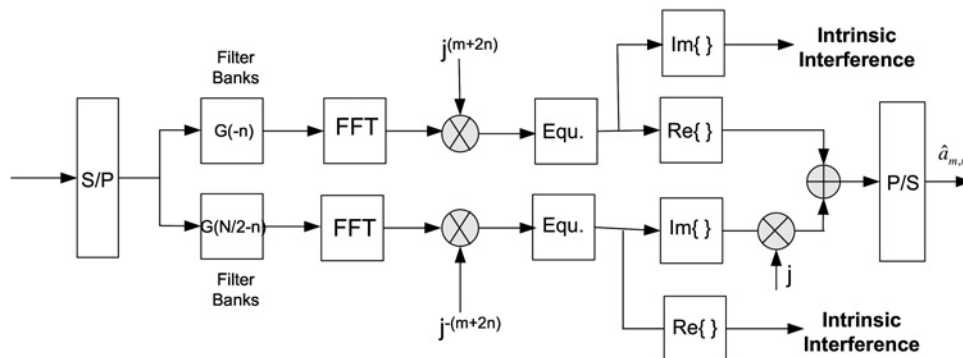 Filter
Banks
j(m+2n)
Im{ }
Intrinsic
Interference
S/P
G(-n)
FFT
Equ.
Re{ }
P/S
G(N/2-n)
FFT
Equ.
Im{ }
j
Filter
Banks
j-(m+2n)
Re{ }
Intrinsic
Interference